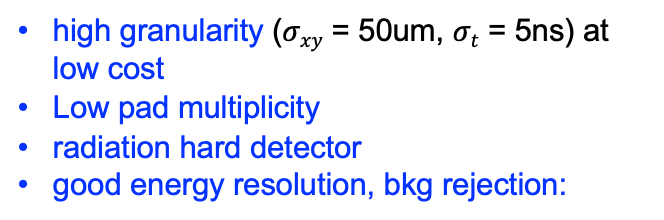 • high granularity (σxy = 50um, σt = 5ns) at
low cost
• Low pad multiplicity
• radiation hard detector
• good energy resolution, bkg rejection: